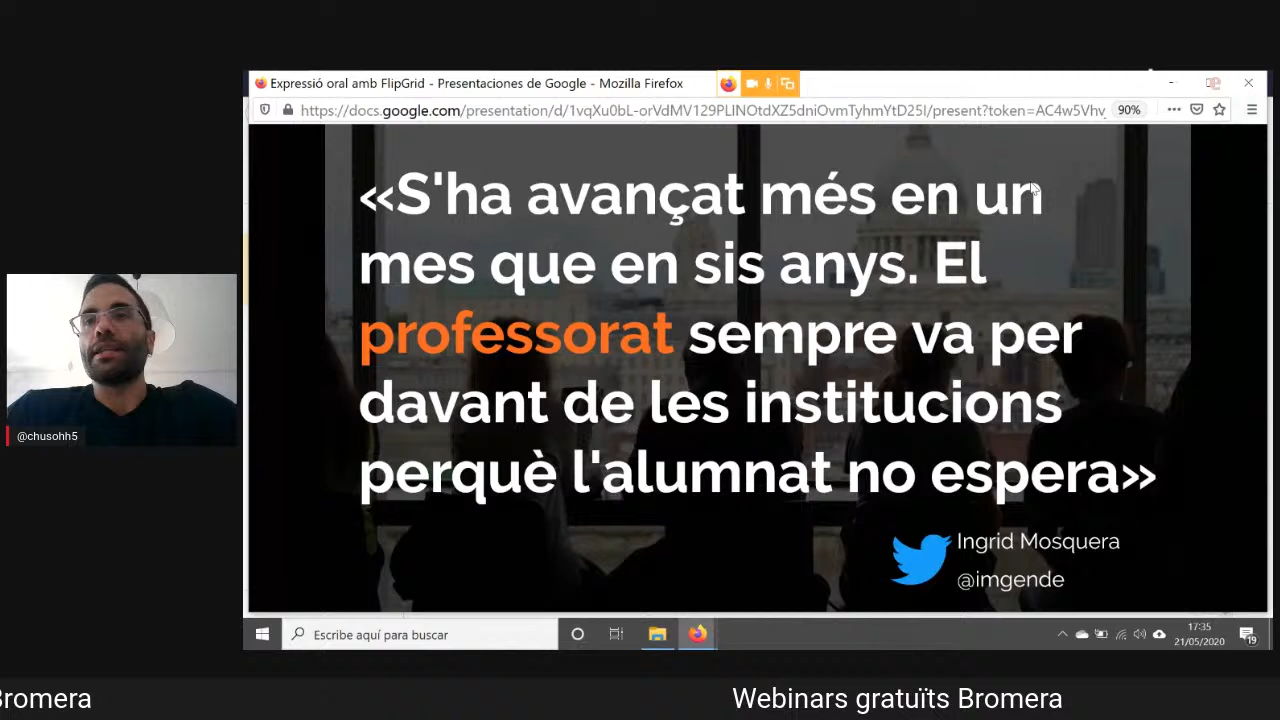 Expressió oral amb FlipGrid - Presentaciones de Google - Mozilla Firefox
https://docs.google.com/presentation/d/1vqXu0bL-orVdMV129PLINOtdXZ5dniOvmTyhmYtD25I/present?token=AC4w5Vhv_
90%
«S'ha avançat més en un
mes que en sis anys. El
professorat sempre va per
davant de les institucions
perquè l'alumnat no espera»
Ingrid Mosquera
@imgende
@chusohh5
Escribe aquí para buscar
17:35
21/05/2020
19
Bromera
Webinars gratuïts Bromera